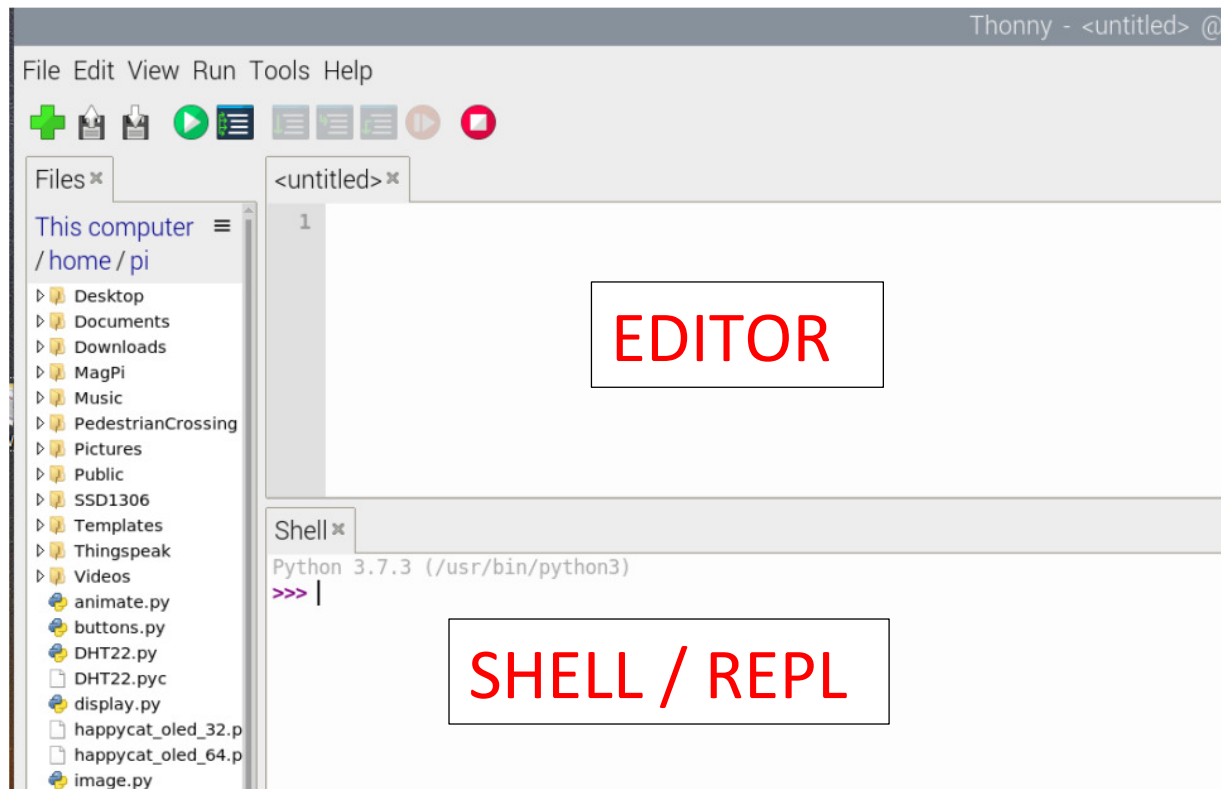 Thonny - <untitled> @
File Edit View Run Tools Help
Files
This computer
/ home / pi
Desktop
Documents
Downloads
MagPi
Music
PedestrianCrossing
Pictures
Public
SSD1306
Templates
Thingspeak
Videos
animate.py
buttons.py
DHT22.py
DHT22.pyc
display.py
happycat_oled_32.p
happycat_oled_64.p
image.py
<untitled>
1
EDITOR
Shell
Python 3.7.3 (/usr/bin/python3)
>>>
SHELL / REPL